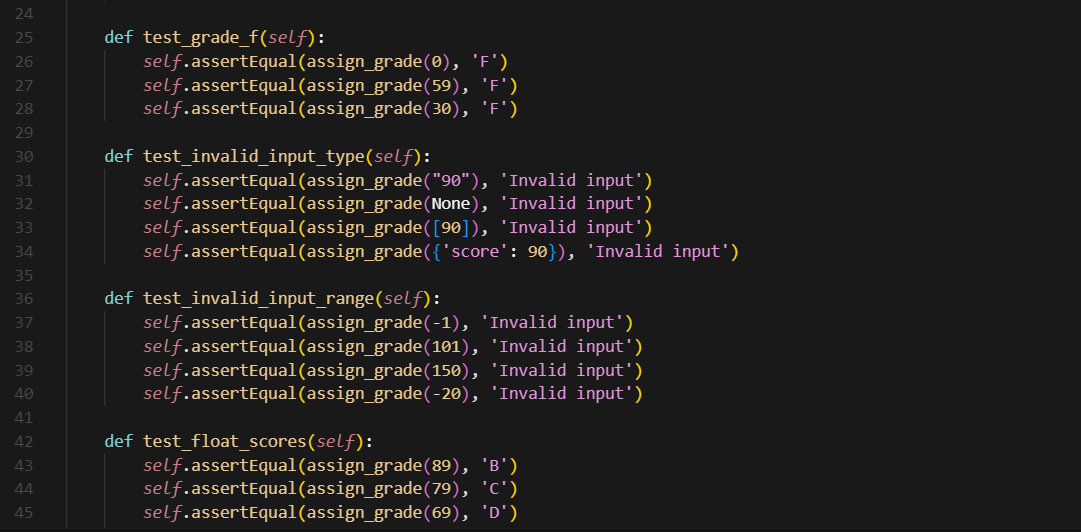 24
25 def test_grade_f(self):
26 self.assertEqual(assign_grade(0), 'F')
27 self.assertEqual(assign_grade(59), 'F')
28 self.assertEqual(assign_grade(30), 'F')
29
30 def test_invalid_input_type(self):
31 self.assertEqual(assign_grade("90"), 'Invalid input')
32 self.assertEqual(assign_grade(None), 'Invalid input')
33 self.assertEqual(assign_grade([90]), 'Invalid input')
34 self.assertEqual(assign_grade({'score': 90}), 'Invalid input')
35
36 def test_invalid_input_range(self):
37 self.assertEqual(assign_grade(-1), 'Invalid input')
38 self.assertEqual(assign_grade(101), 'Invalid input')
39 self.assertEqual(assign_grade(150), 'Invalid input')
40 self.assertEqual(assign_grade(-20), 'Invalid input')
41
42 def test_float_scores(self):
43 self.assertEqual(assign_grade(89), 'B')
44 self.assertEqual(assign_grade(79), 'C')
45 self.assertEqual(assign_grade(69), 'D')